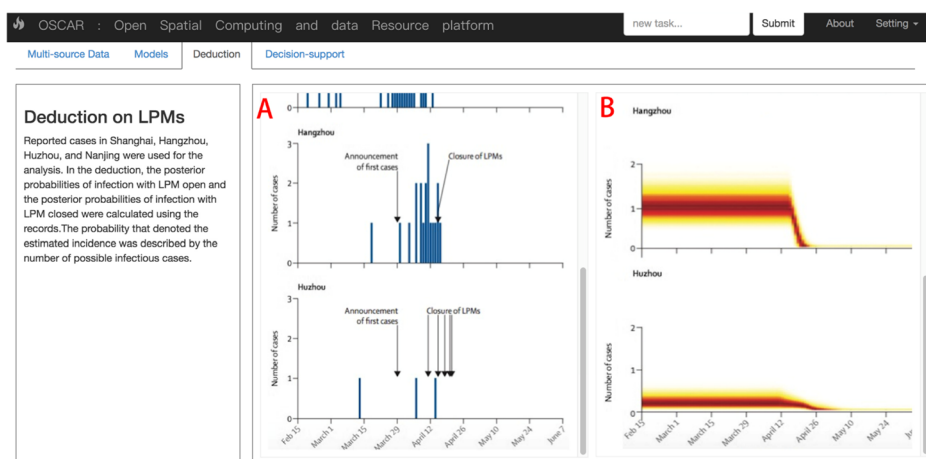 OSCAR : Open Spatial Computing and data Resource platform
new task...
Submit
About
Setting
Multi-source Data
Models
Deduction
Decision-support
Deduction on LPMs
Reported cases in Shanghai, Hangzhou,
Huzhou, and Nanjing were used for the
analysis. In the deduction, the posterior
probabilities of infection with LPM open and
the posterior probabilities of infection with
LPM closed were calculated using the
records.The probability that denoted the
estimated incidence was described by the
number of possible infectious cases.
A
0
Hangzhou
3
2
1
0
Number of cases
Announcement
of first cases
Closure of LPMs
Huzhou
3
2
1
0
Number of cases
Announcement
of first cases
Closure of LPMs
Feb 15
March 1
March 15
March 29
April 12
April 26
May 10
May 24
June 7
B
Hangzhou
2
1
0
Number of cases
Huzhou
2
1
0
Number of cases
Feb 15
March 1
March 15
March 29
April 12
April 26
May 10
May 24